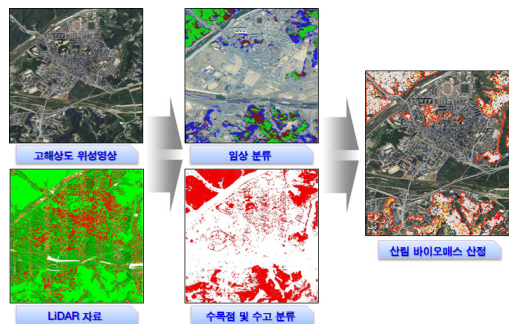 고해상도 위성영상
임상 분류
LiDAR 자료
수목점 및 수고 분류
산림 바이오매스 산정